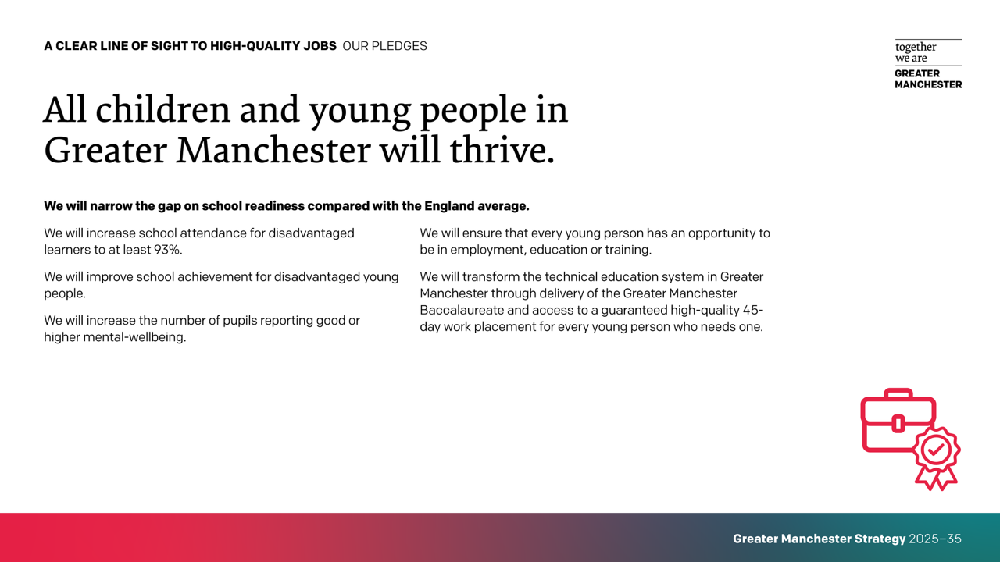 A CLEAR LINE OF SIGHT TO HIGH-QUALITY JOBS OUR PLEDGES
together
we are
GREATER
MANCHESTER
All children and young people in
Greater Manchester will thrive.
We will narrow the gap on school readiness compared with the England average.
We will increase school attendance for disadvantaged
learners to at least 93%.
We will improve school achievement for disadvantaged young
people.
We will increase the number of pupils reporting good or
higher mental-wellbeing.
We will ensure that every young person has an opportunity to
be in employment, education or training.
We will transform the technical education system in Greater
Manchester through delivery of the Greater Manchester
Baccalaureate and access to a guaranteed high-quality 45-
day work placement for every young person who needs one.
Greater Manchester Strategy 2025–35